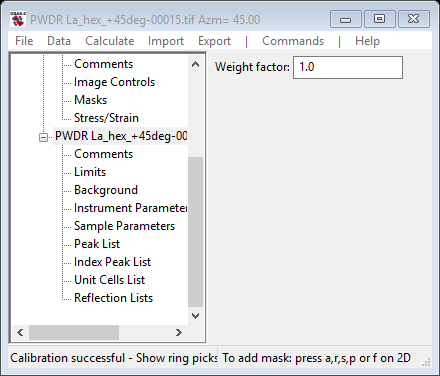 PWDR La_hex_+45deg-00015.tif Azm= 45.00
File Data Calculate Import Export | Commands | Help
Comments
Image Controls
Masks
Stress/Strain
PWDR La_hex_+45deg-00
Comments
Limits
Background
Instrument Parameter
Sample Parameters
Peak List
Index Peak List
Unit Cells List
Reflection Lists
Weight factor: 1.0
Calibration successful - Show ring picks To add mask: press a,r,s,p or f on 2D